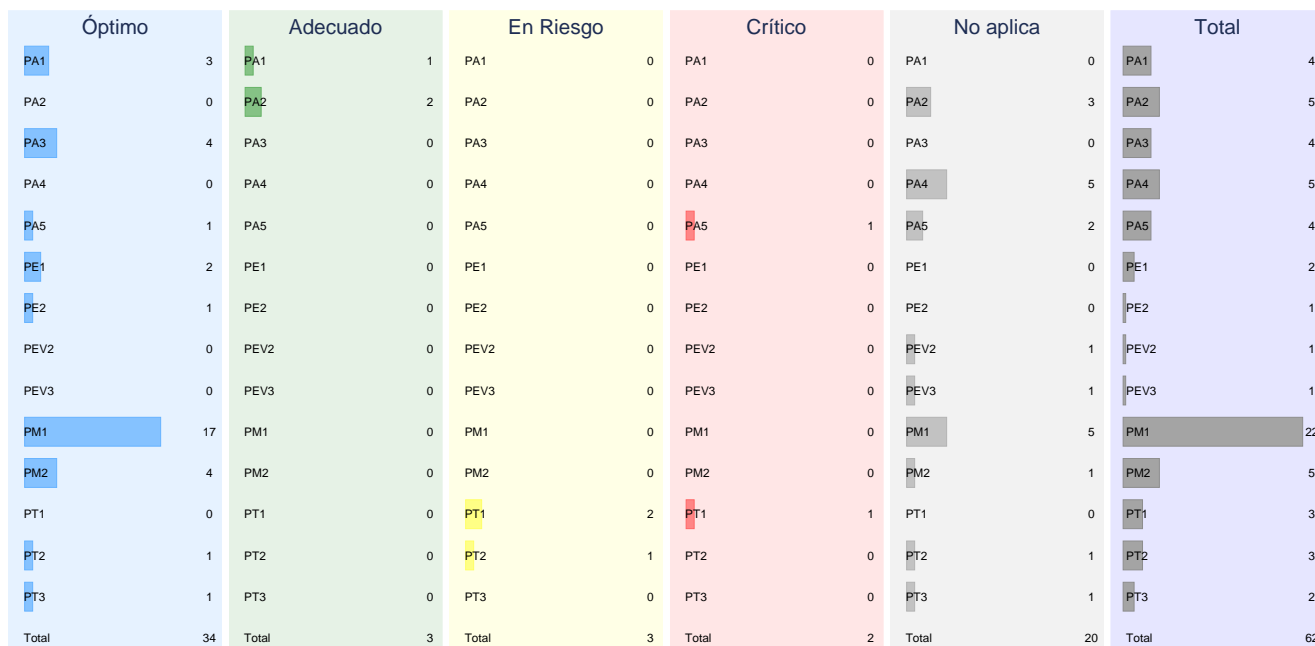 Óptimo Adecuado En Riesgo Crítico No aplica Total
PA1 3 PA1 1 PA1 0 PA1 0 PA1 0 PA1 4
PA2 0 PA2 2 PA2 0 PA2 0 PA2 3 PA2 5
PA3 4 PA3 0 PA3 0 PA3 0 PA3 0 PA3 4
PA4 0 PA4 0 PA4 0 PA4 0 PA4 5 PA4 5
PA5 1 PA5 0 PA5 0 PA5 1 PA5 2 PA5 4
PE1 2 PE1 0 PE1 0 PE1 0 PE1 0 PE1 2
PE2 1 PE2 0 PE2 0 PE2 0 PE2 0 PE2 1
PEV2 0 PEV2 0 PEV2 0 PEV2 0 PEV2 1 PEV2 1
PEV3 0 PEV3 0 PEV3 0 PEV3 0 PEV3 1 PEV3 1
PM1 17 PM1 0 PM1 0 PM1 0 PM1 5 PM1 22
PM2 4 PM2 0 PM2 0 PM2 0 PM2 1 PM2 5
PT1 0 PT1 0 PT1 2 PT1 1 PT1 0 PT1 3
PT2 1 PT2 0 PT2 1 PT2 0 PT2 1 PT2 3
PT3 1 PT3 0 PT3 0 PT3 0 PT3 1 PT3 2
Total 34 Total 3 Total 3 Total 2 Total 20 Total 62